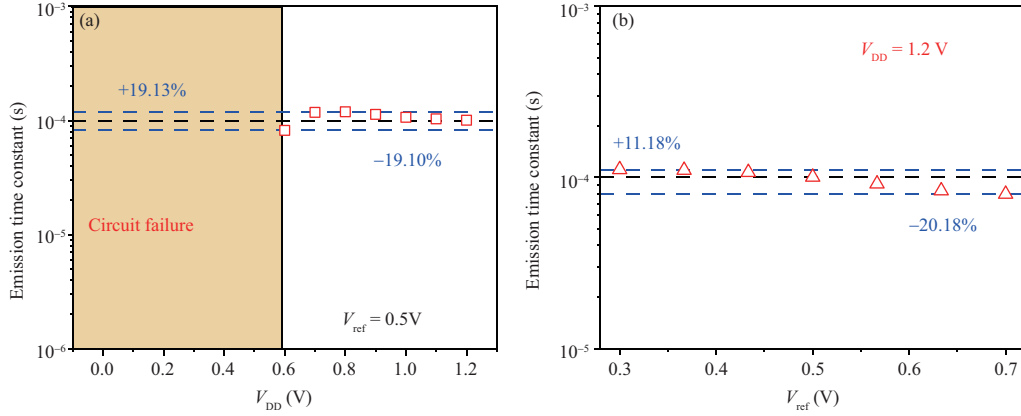 (a)
10⁻³
10⁻⁴
10⁻⁵
10⁻⁶
Emission time constant (s)
+19.13%
−19.10%
Circuit failure
V_ref = 0.5V
0.0 0.2 0.4 0.6 0.8 1.0 1.2
V_DD (V)
(b)
10⁻³
10⁻⁴
10⁻⁵
Emission time constant (s)
V_DD = 1.2 V
+11.18%
−20.18%
0.3 0.4 0.5 0.6 0.7
V_ref (V)